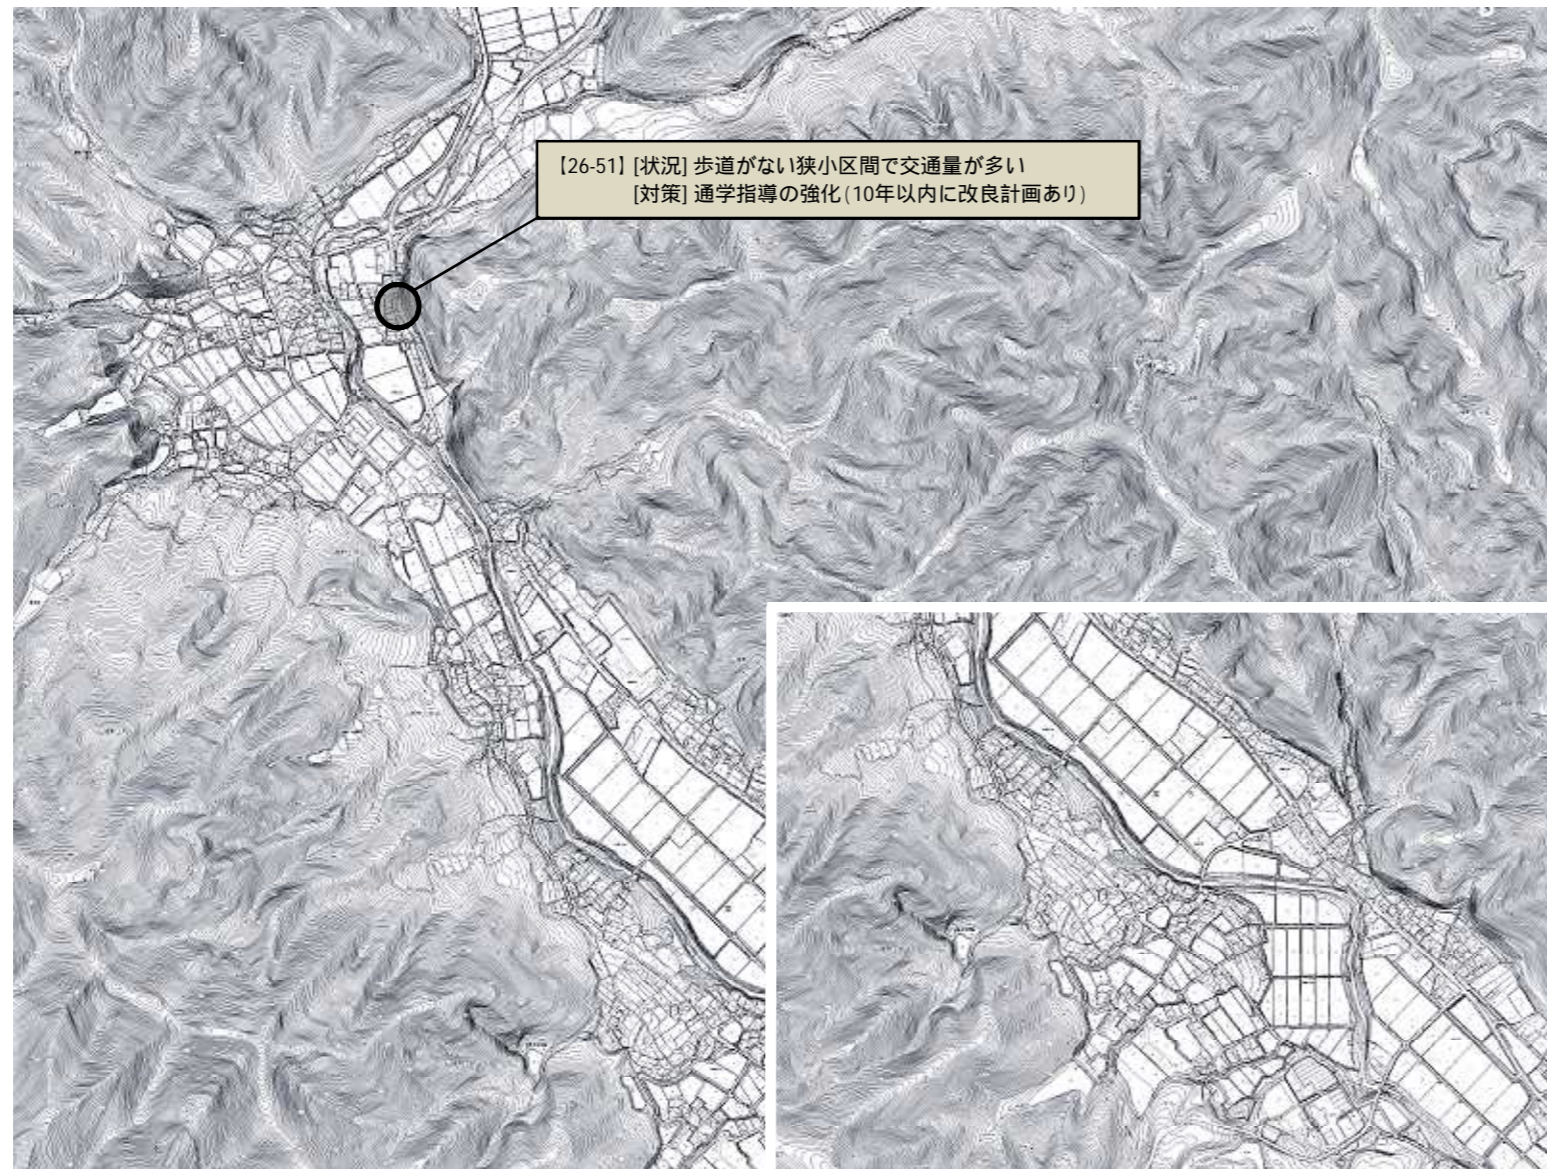 【26-51】 [状況] 歩道がない狭小区間で交通量が多い
[対策] 通学指導の強化(10年以内に改良計画あり)